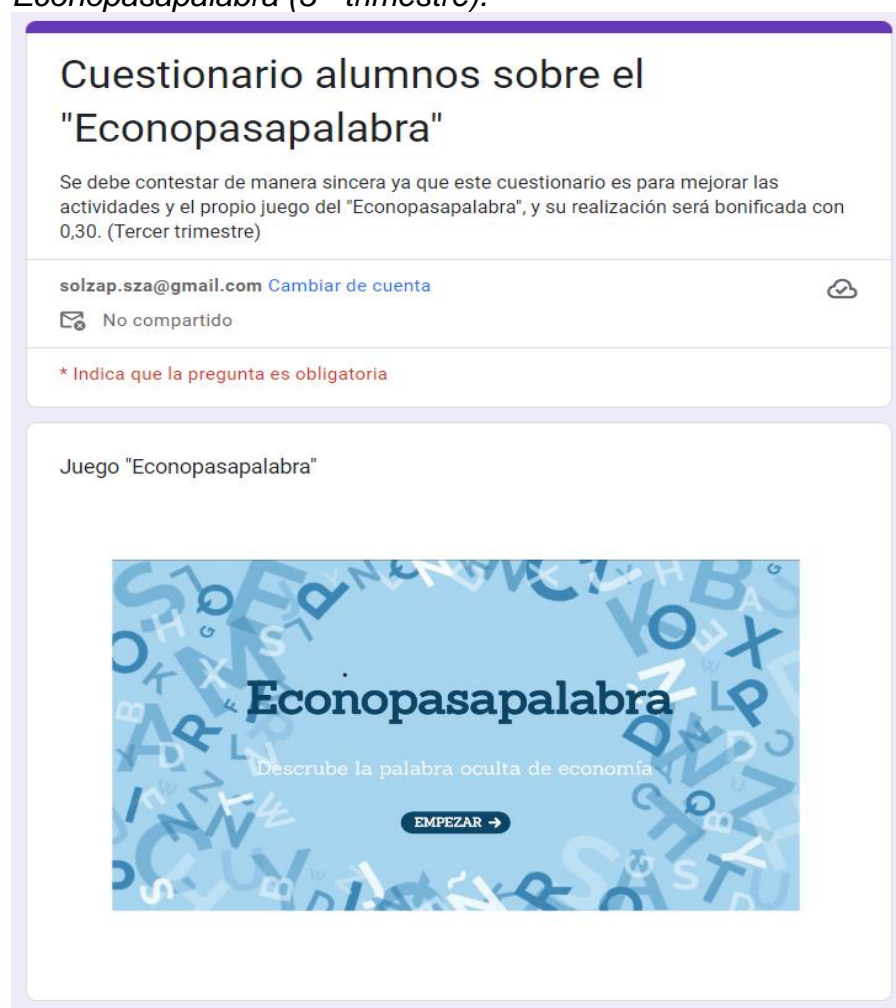 Econopasapalabra (3 trimestre).
Cuestionario alumnos sobre el
"Econopasapalabra"
Se debe contestar de manera sincera ya que este cuestionario es para mejorar las
actividades y el propio juego del "Econopasapalabra", y su realización será bonificada con
0,30. (Tercer trimestre)
solzap.sza@gmail.com Cambiar de cuenta
No compartido
* Indica que la pregunta es obligatoria
Juego "Econopasapalabra"
Econopasapalabra
Descrube la palabra oculta de economía
EMPEZAR →